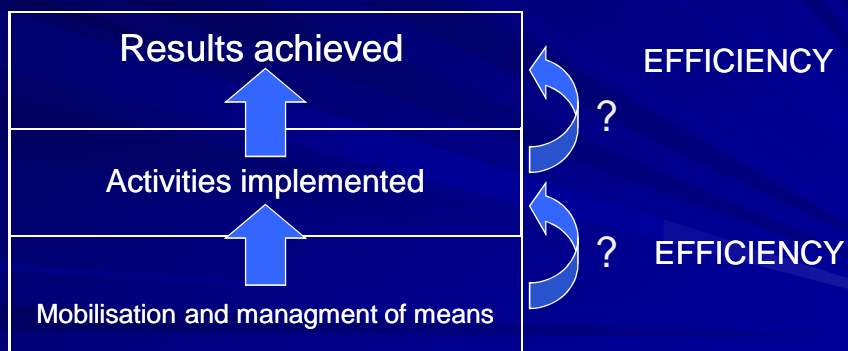 Results achieved
EFFICIENCY
?
Activities implemented
? EFFICIENCY
Mobilisation and managment of means